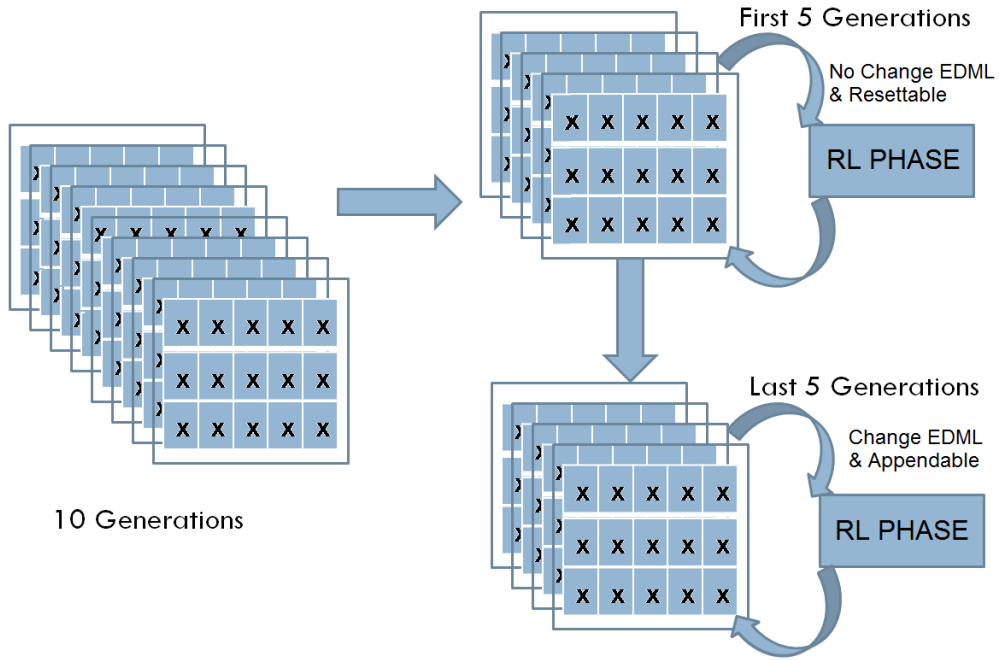 First 5 Generations
No Change EDML
& Resettable
RL PHASE
X X X X X
X X X X X
X X X X X
X X X X X
X X X X X
X X X X X
X X X X X
10 Generations
Last 5 Generations
Change EDML
& Appendable
RL PHASE
X X X X X
X X X X X
X X X X X